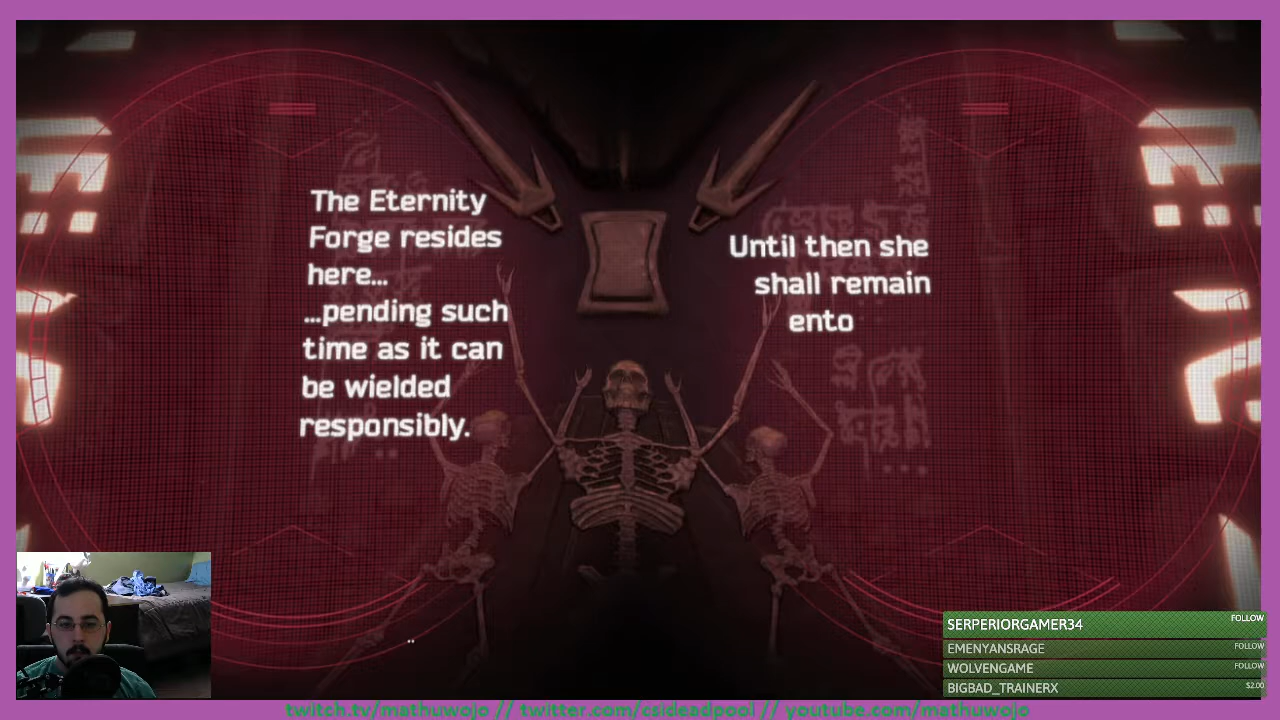 The Eternity
Forge resides
here...
...pending such
time as it can
be wielded
responsibly.
Until then she
shall remain
ento
SERPERIORGAMER34 FOLLOW
EMENYANSRAGE FOLLOW
WOLVENGAME FOLLOW
BIGBAD_TRAINERX $2.00
twitch.tv/mathuwojo // twitter.com/csideadpool // youtube.com/mathuwojo